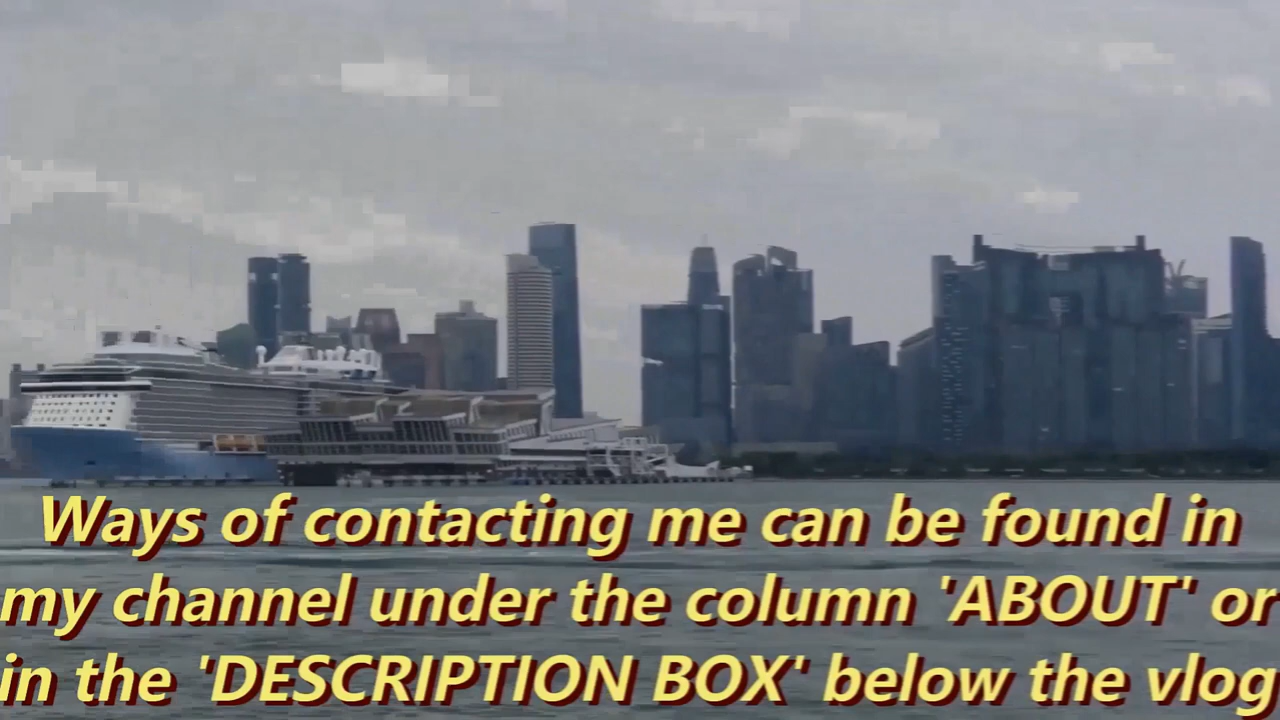 Ways of contacting me can be found in
my channel under the column 'ABOUT' or
in the 'DESCRIPTION BOX' below the vlog